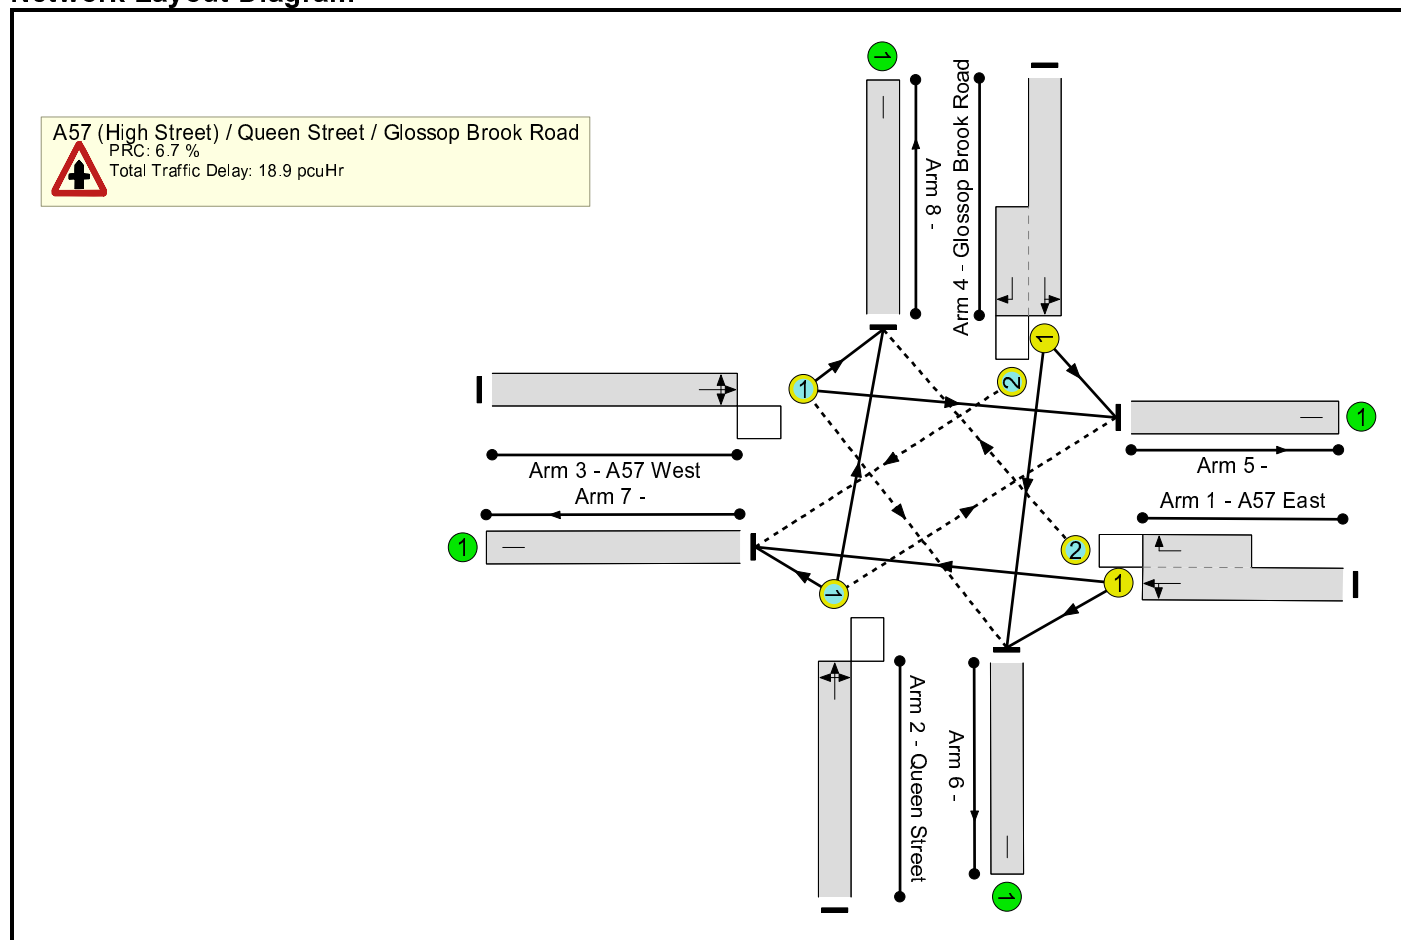 Network Layout Diagram
A57 (High Street) / Queen Street / Glossop Brook Road
PRC: 6.7 %
Total Traffic Delay: 18.9 pcuHr
1
Arm 8 -
Arm 4 - Glossop Brook Road
1
2
1
Arm 3 - A57 West
Arm 7 -
1
1
Arm 5 -
Arm 1 - A57 East
2
1
1
Arm 2 - Queen Street
Arm 6 -
1